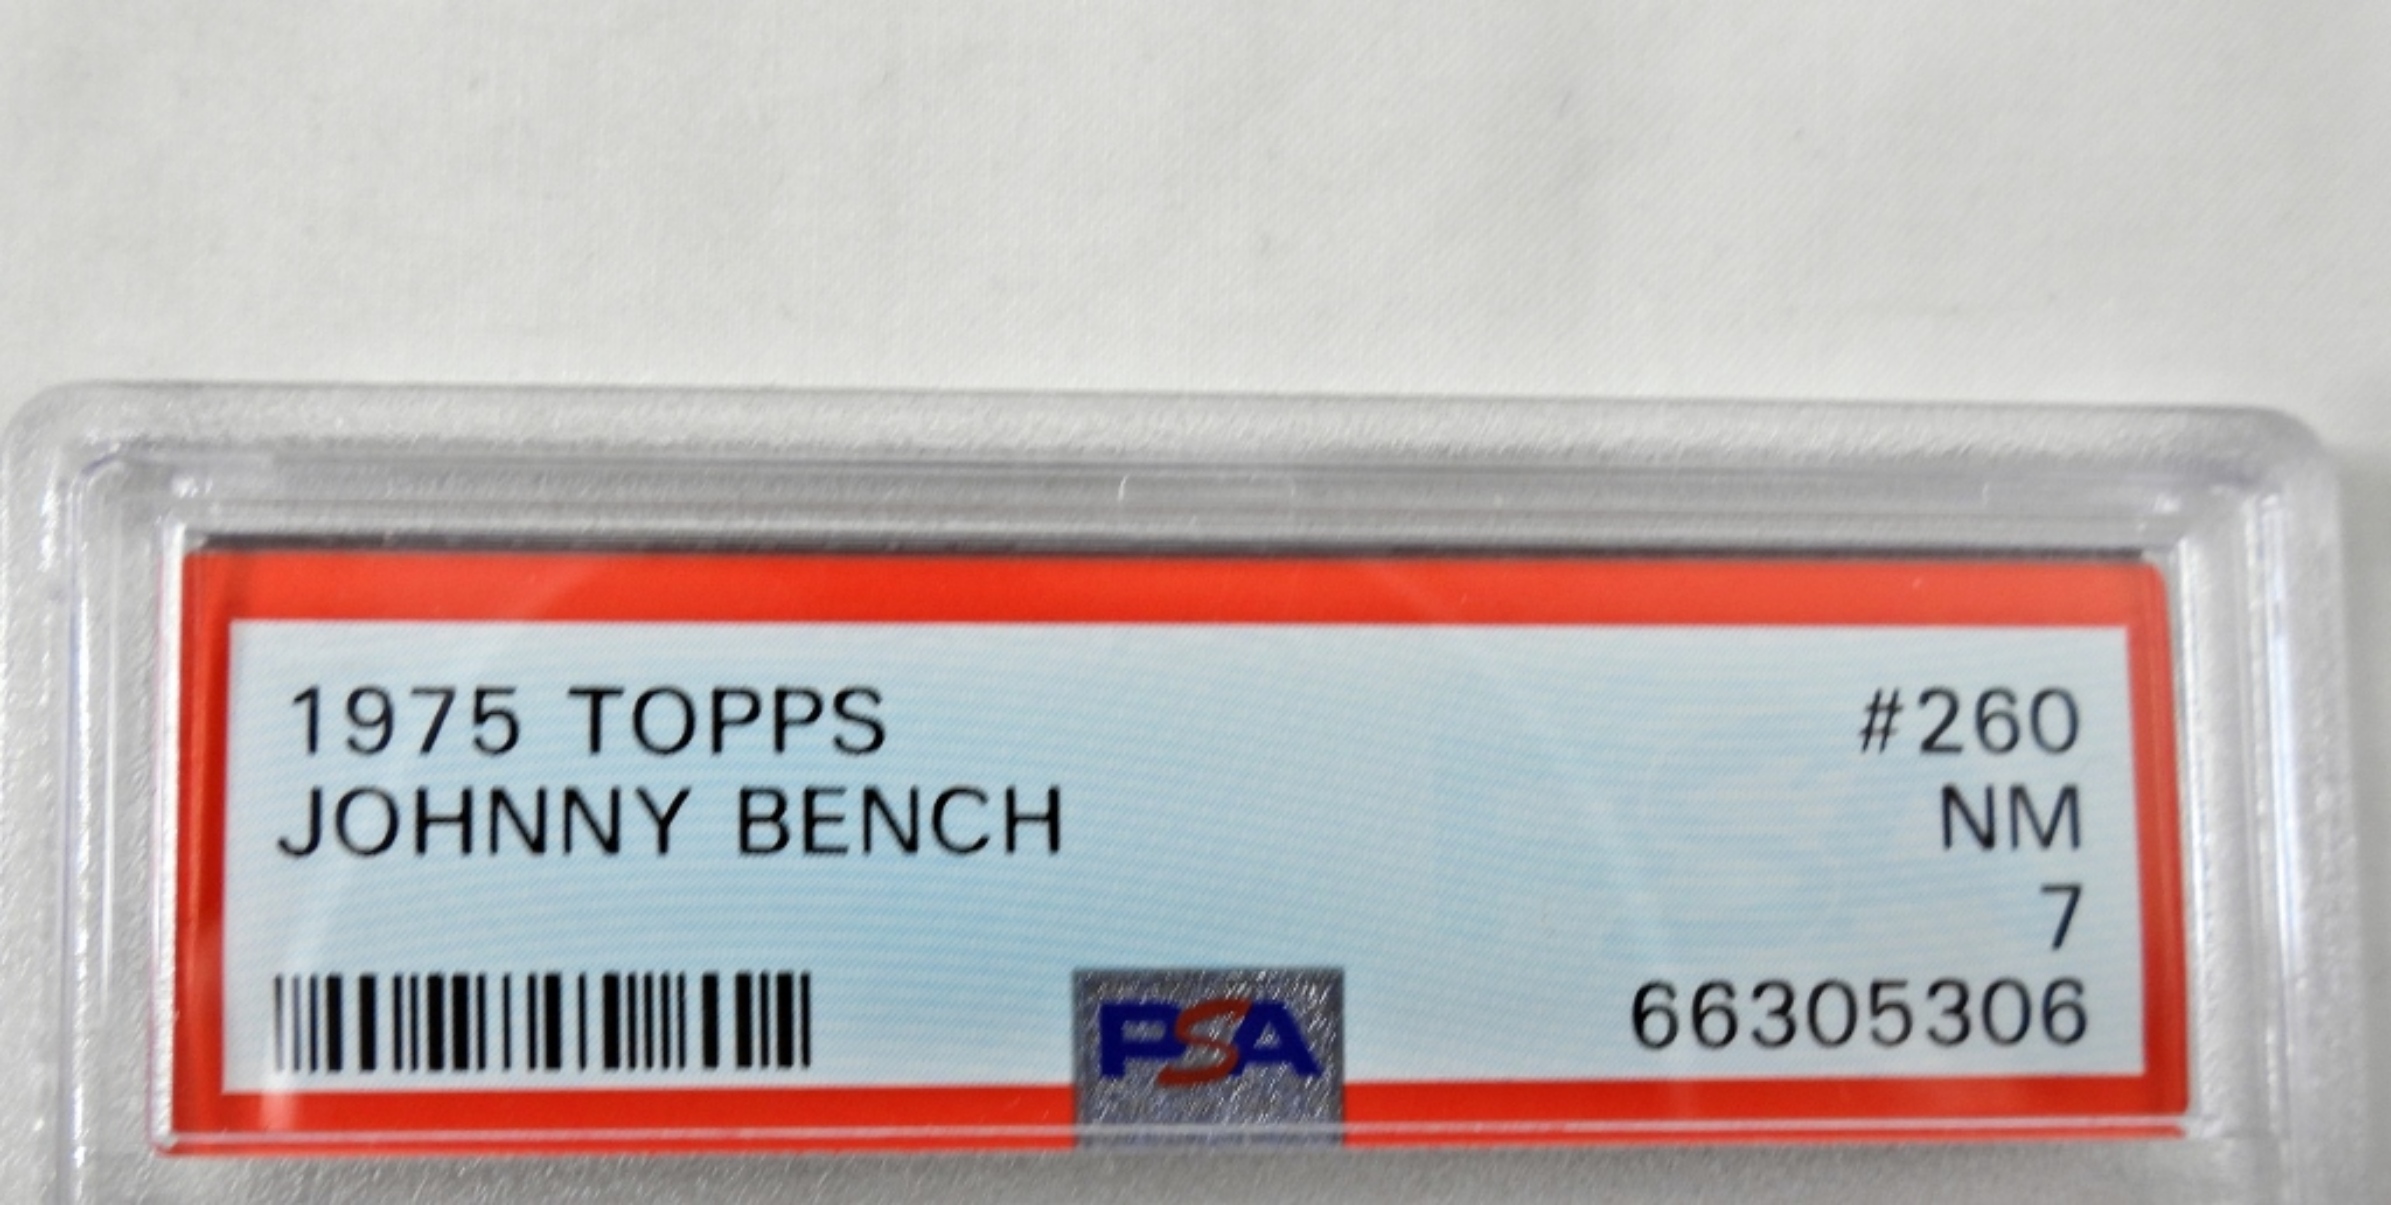 1975 TOPPS #260
JOHNNY BENCH NM
7
66305306
PSA